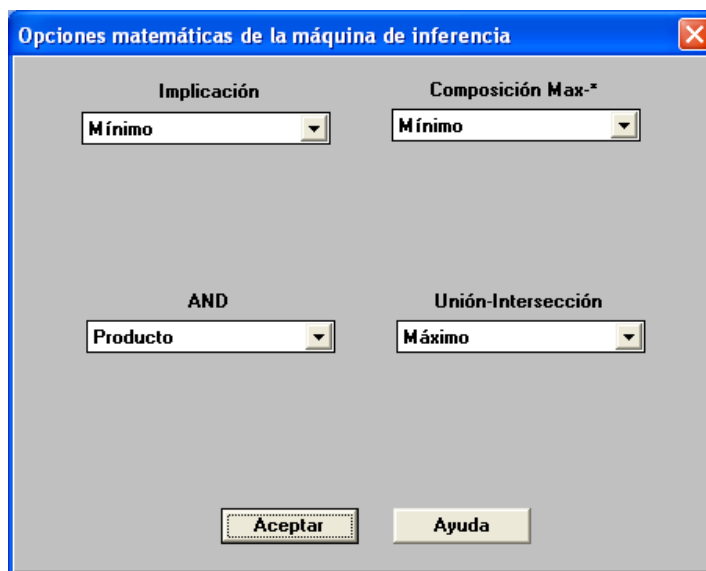 Opciones matemáticas de la máquina de inferencia
Implicación
Composición Max-*
Mínimo
Mínimo
AND
Unión-Intersección
Producto
Máximo
Aceptar
Ayuda